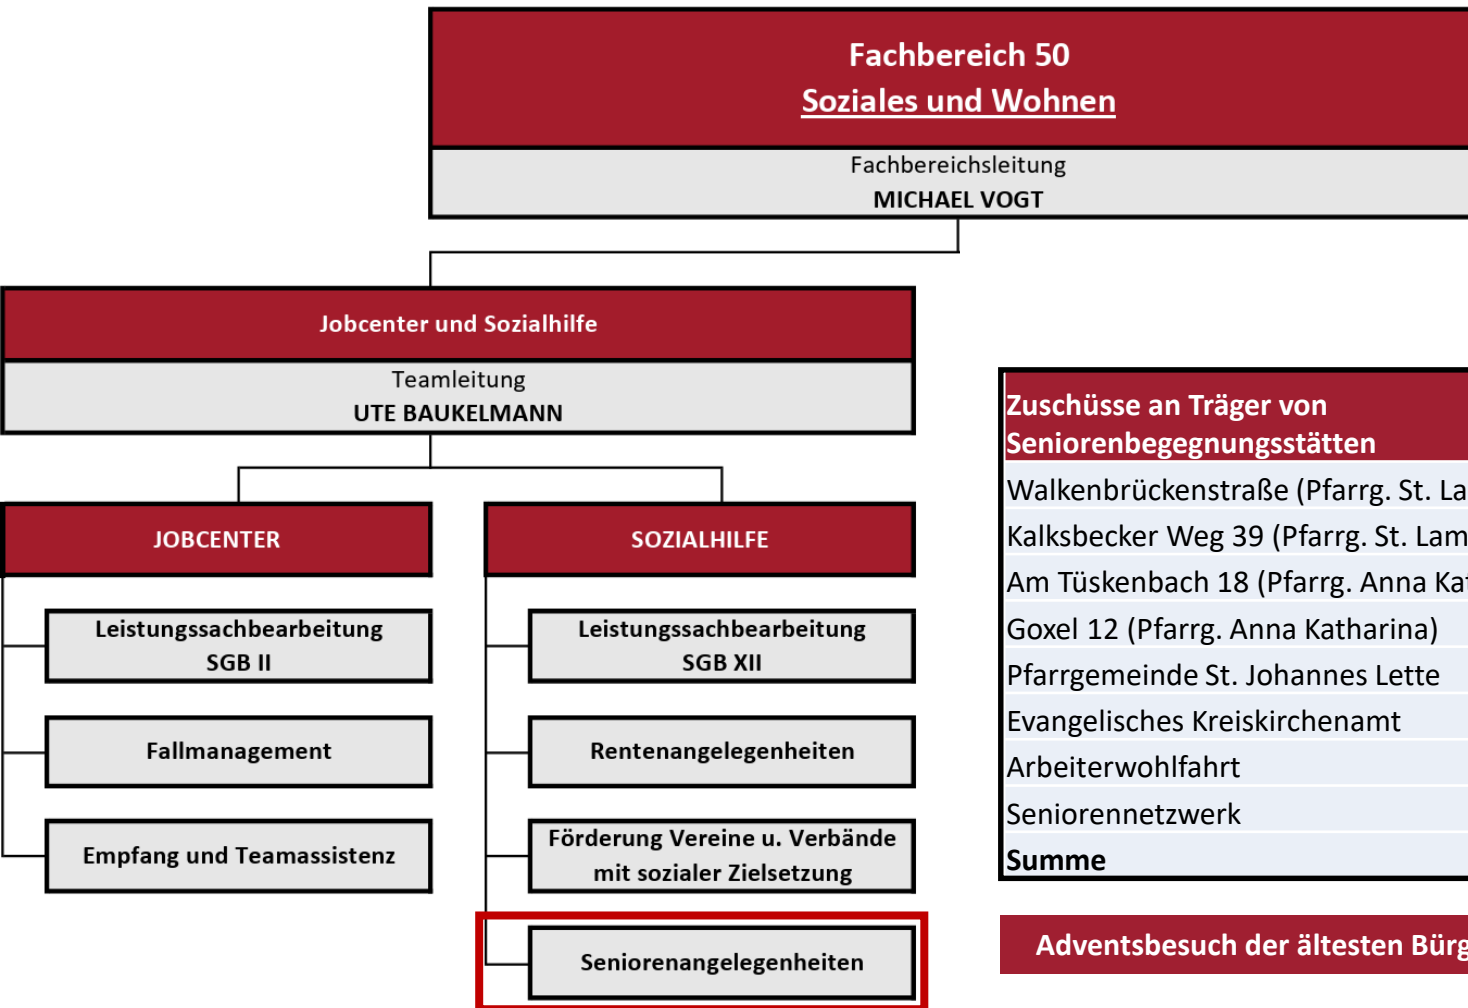 Fachbereich 50
Soziales und Wohnen
Fachbereichsleitung
MICHAEL VOGT
Jobcenter und Sozialhilfe
Teamleitung
UTE BAUKELMANN
JOBCENTER
Leistungssachbearbeitung
SGB II
Fallmanagement
Empfang und Teamassistenz
SOZIALHILFE
Leistungssachbearbeitung
SGB XII
Rentenangelegenheiten
Förderung Vereine u. Verbände
mit sozialer Zielsetzung
Seniorenangelegenheiten
Zuschüsse an Träger von
Seniorenbegegnungsstätten
Walkenbrückenstraße (Pfarrg. St.
Kalksbecker Weg 39 (Pfarrg. St.
Am Tüskenbach 18 (Pfarrg. Anna
Goxel 12 (Pfarrg. Anna Katharina)
Pfarrgemeinde St. Johannes Lette
Evangelisches Kreiskirchenamt
Arbeiterwohlfahrt
Seniorennetzwerk
Summe
Adventsbesuch der ältesten